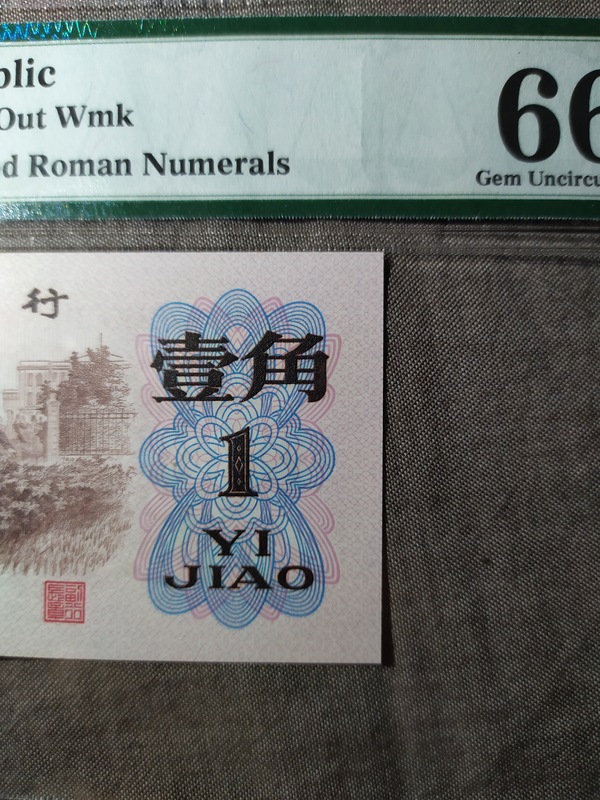 blic
Out Wmk
d Roman Numerals
66
Gem Uncircu
行
壹角
1
YI
JIAO